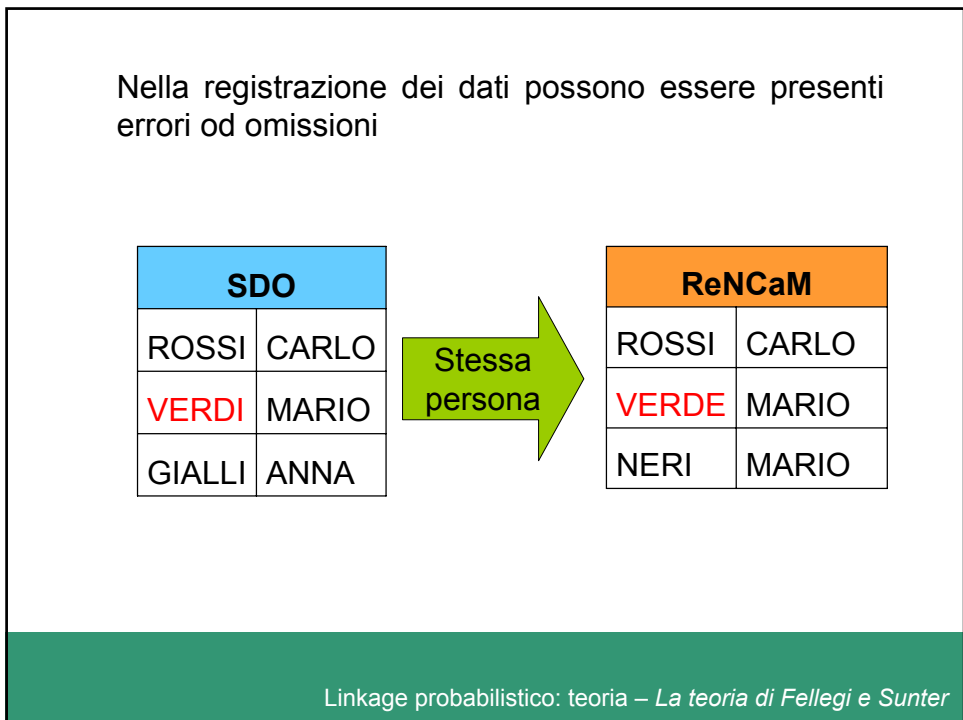 Nella registrazione dei dati possono essere presenti
errori od omissioni
SDO
ROSSI CARLO
VERDI MARIO
GIALLI ANNA
Stessa
persona
ReNCaM
ROSSI CARLO
VERDE MARIO
NERI MARIO
Linkage probabilistico: teoria – La teoria di Fellegi e Sunter